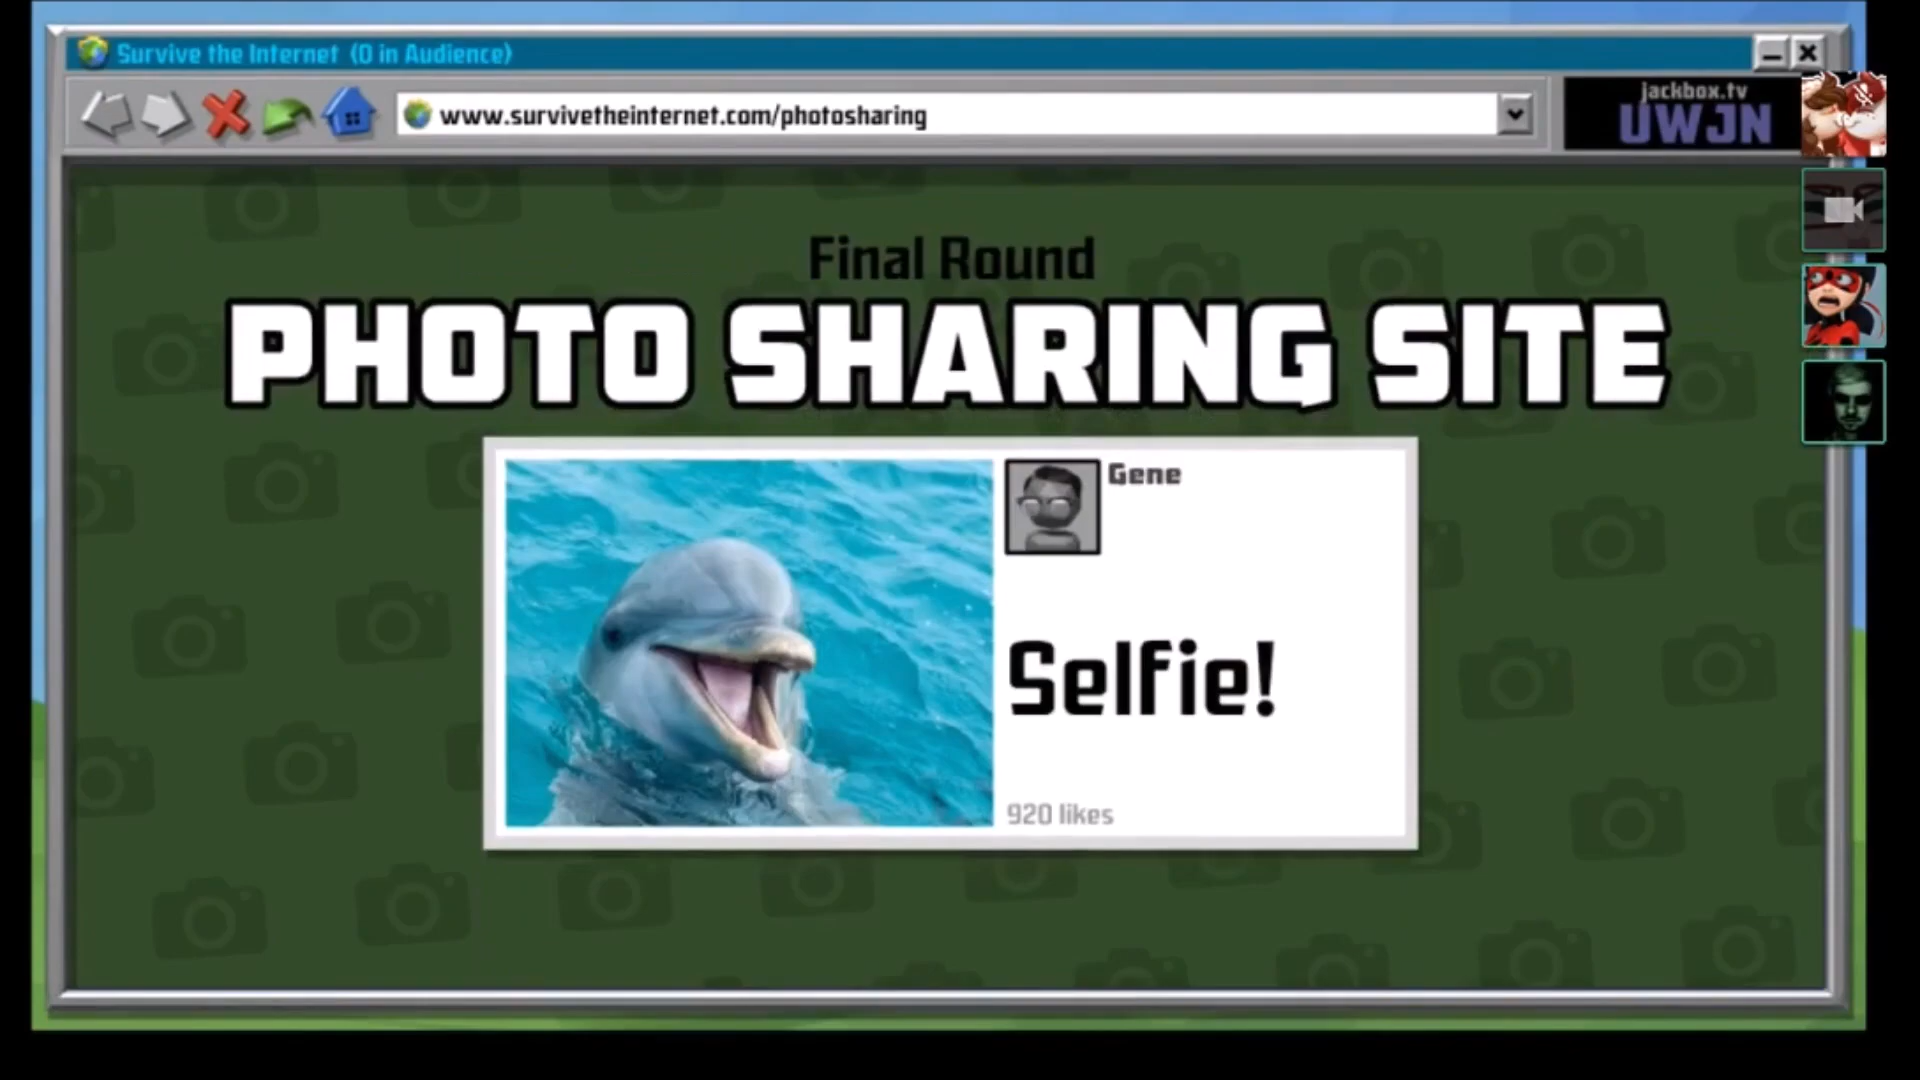 Survive the Internet (0 in Audience)
www.survivetheinternet.com/photosharing
jackbox.tv
UWJN
Final Round
PHOTO SHARING SITE
Gene
Selfie!
920 likes